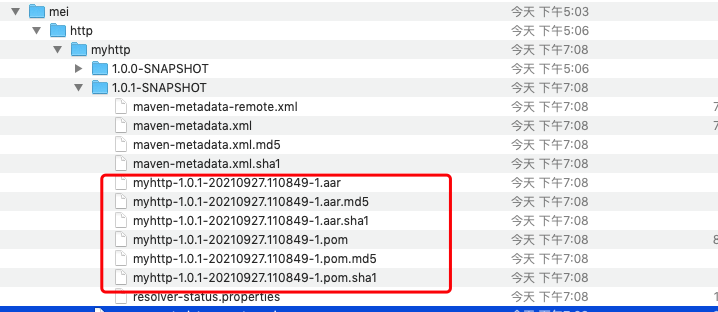 mei 今天 下午5:03
http 今天 下午5:06
myhttp 今天 下午7:08
1.0.0-SNAPSHOT 今天 下午5:06
1.0.1-SNAPSHOT 今天 下午7:08
maven-metadata-remote.xml 今天 下午7:08 7
maven-metadata.xml 今天 下午7:08 7
maven-metadata.xml.md5 今天 下午7:08
maven-metadata.xml.sha1 今天 下午7:08
myhttp-1.0.1-20210927.110849-1.aar 今天 下午7:08
myhttp-1.0.1-20210927.110849-1.aar.md5 今天 下午7:08
myhttp-1.0.1-20210927.110849-1.aar.sha1 今天 下午7:08
myhttp-1.0.1-20210927.110849-1.pom 今天 下午7:08 8
myhttp-1.0.1-20210927.110849-1.pom.md5 今天 下午7:08
myhttp-1.0.1-20210927.110849-1.pom.sha1 今天 下午7:08
resolver-status.properties 今天 下午7:08 1